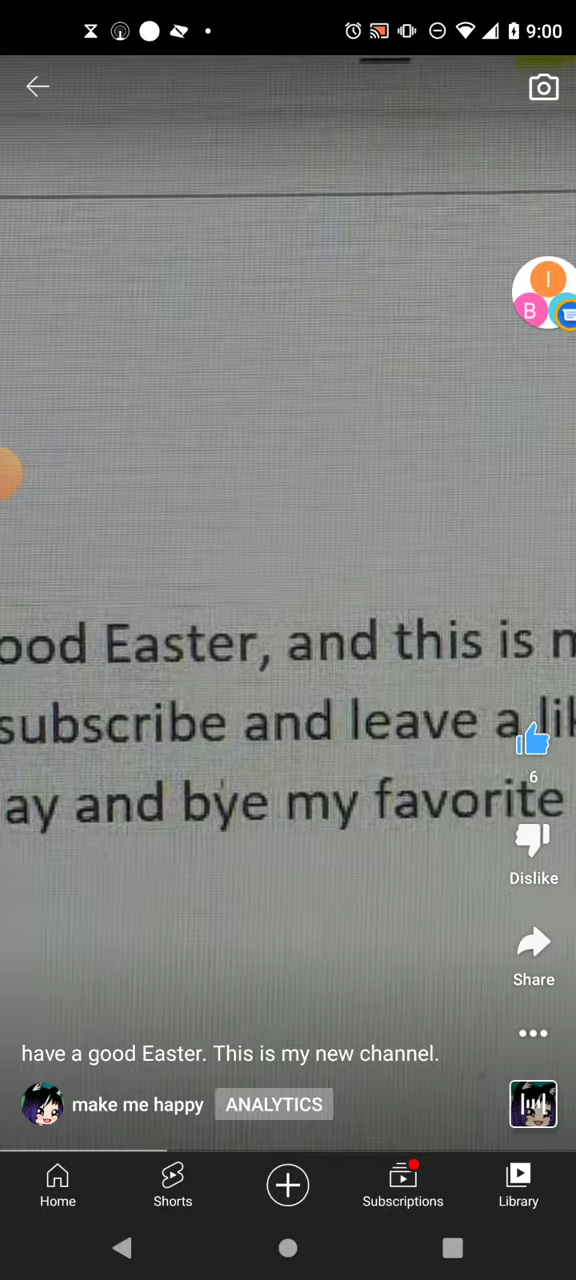 9:00
I
B
ood Easter, and this is m
subscribe and leave a lik
ay and bye my favorite
6
Dislike
Share
have a good Easter. This is my new channel.
make me happy
ANALYTICS
Home
Shorts
Subscriptions
Library